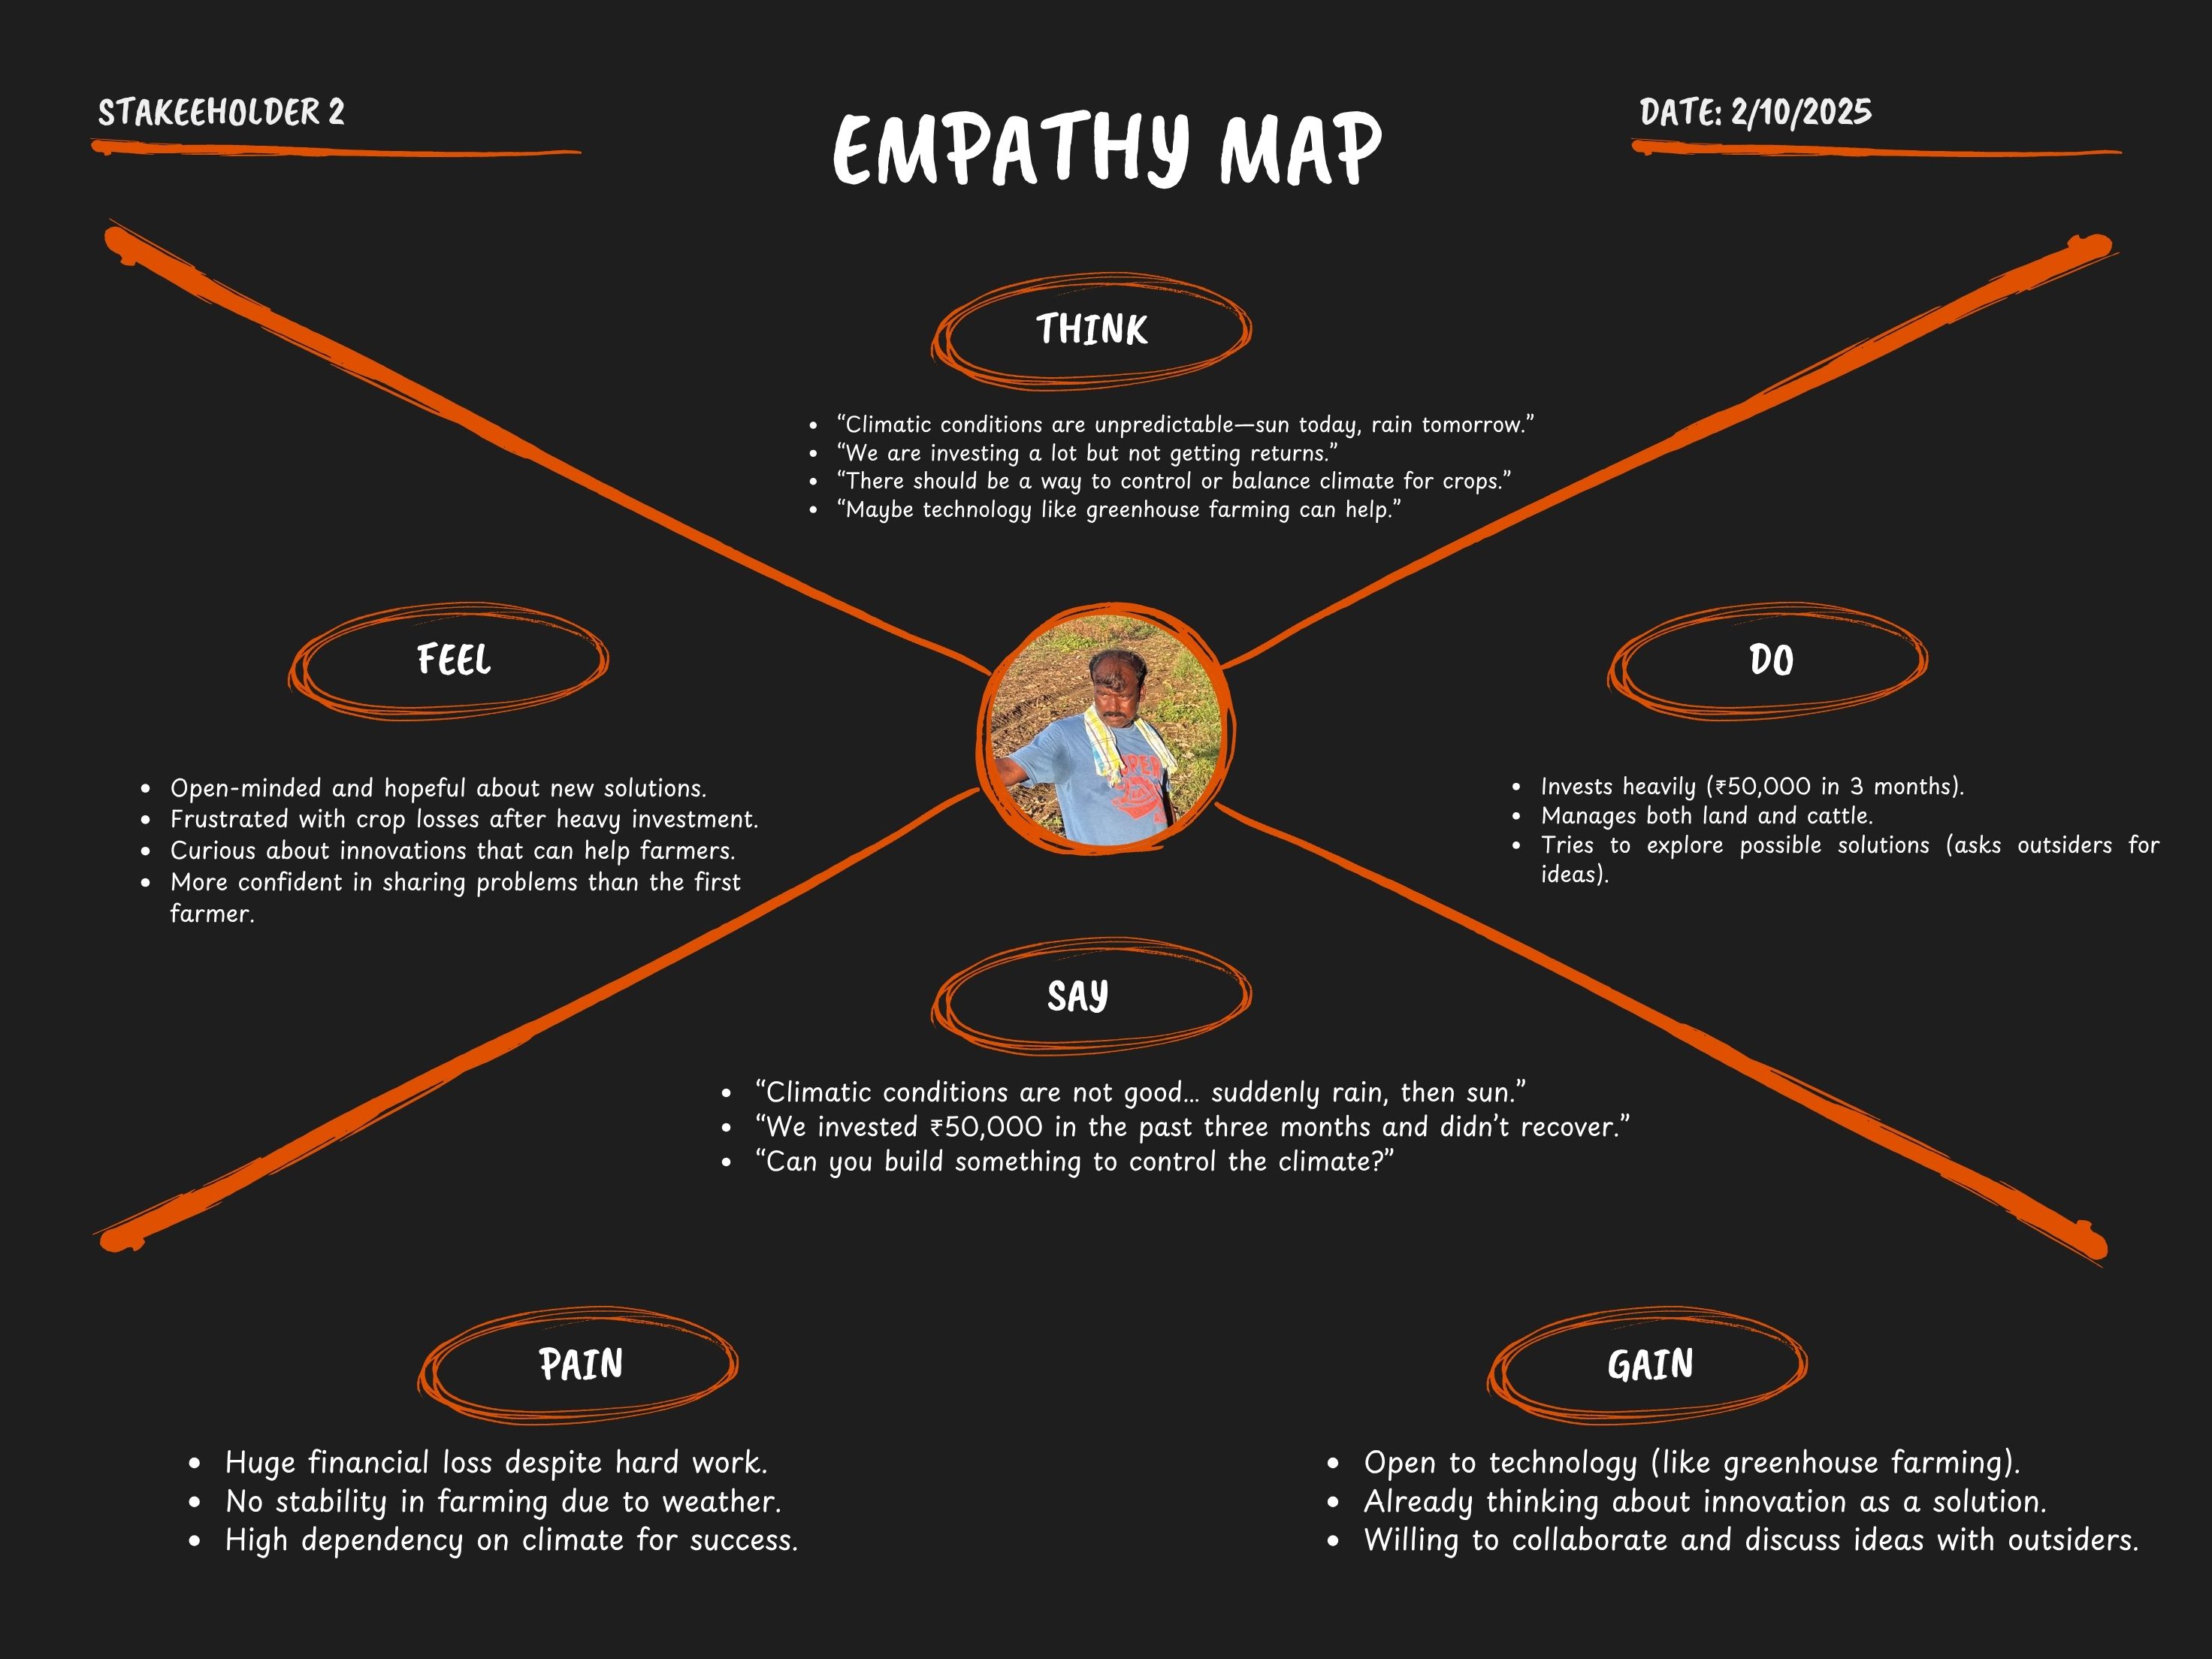 STAKEEHOLDER 2
EMPATHY MAP
DATE: 2/10/2025
THINK
• “Climatic conditions are unpredictable—sun today, rain tomorrow.”
• “We are investing a lot but not getting returns.”
• “There should be a way to control or balance climate for crops.”
• “Maybe technology like greenhouse farming can help.”
FEEL
• Open-minded and hopeful about new solutions.
• Frustrated with crop losses after heavy investment.
• Curious about innovations that can help farmers.
• More confident in sharing problems than the first
farmer.
DO
• Invests heavily (₹50,000 in 3 months).
• Manages both land and cattle.
• Tries to explore possible solutions (asks outsiders for
ideas).
SAY
• “Climatic conditions are not good... suddenly rain, then sun.”
• “We invested ₹50,000 in the past three months and didn’t recover.”
• “Can you build something to control the climate?”
PAIN
• Huge financial loss despite hard work.
• No stability in farming due to weather.
• High dependency on climate for success.
GAIN
• Open to technology (like greenhouse farming).
• Already thinking about innovation as a solution.
• Willing to collaborate and discuss ideas with outsiders.